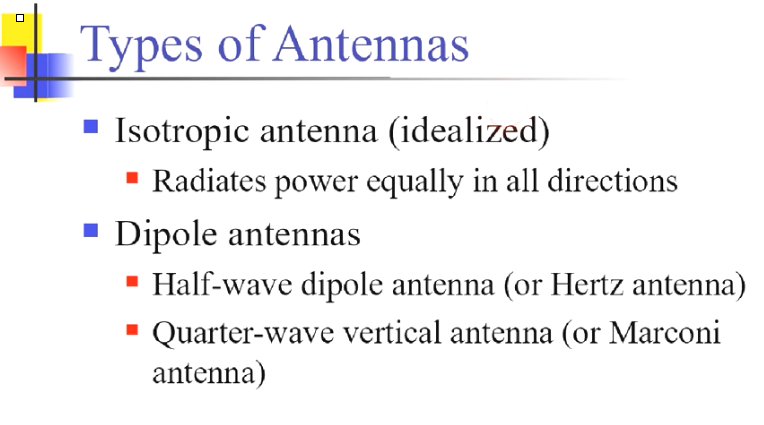 Types of Antennas
Isotropic antenna (idealized)
Radiates power equally in all directions
Dipole antennas
Half-wave dipole antenna (or Hertz antenna)
Quarter-wave vertical antenna (or Marconi
antenna)